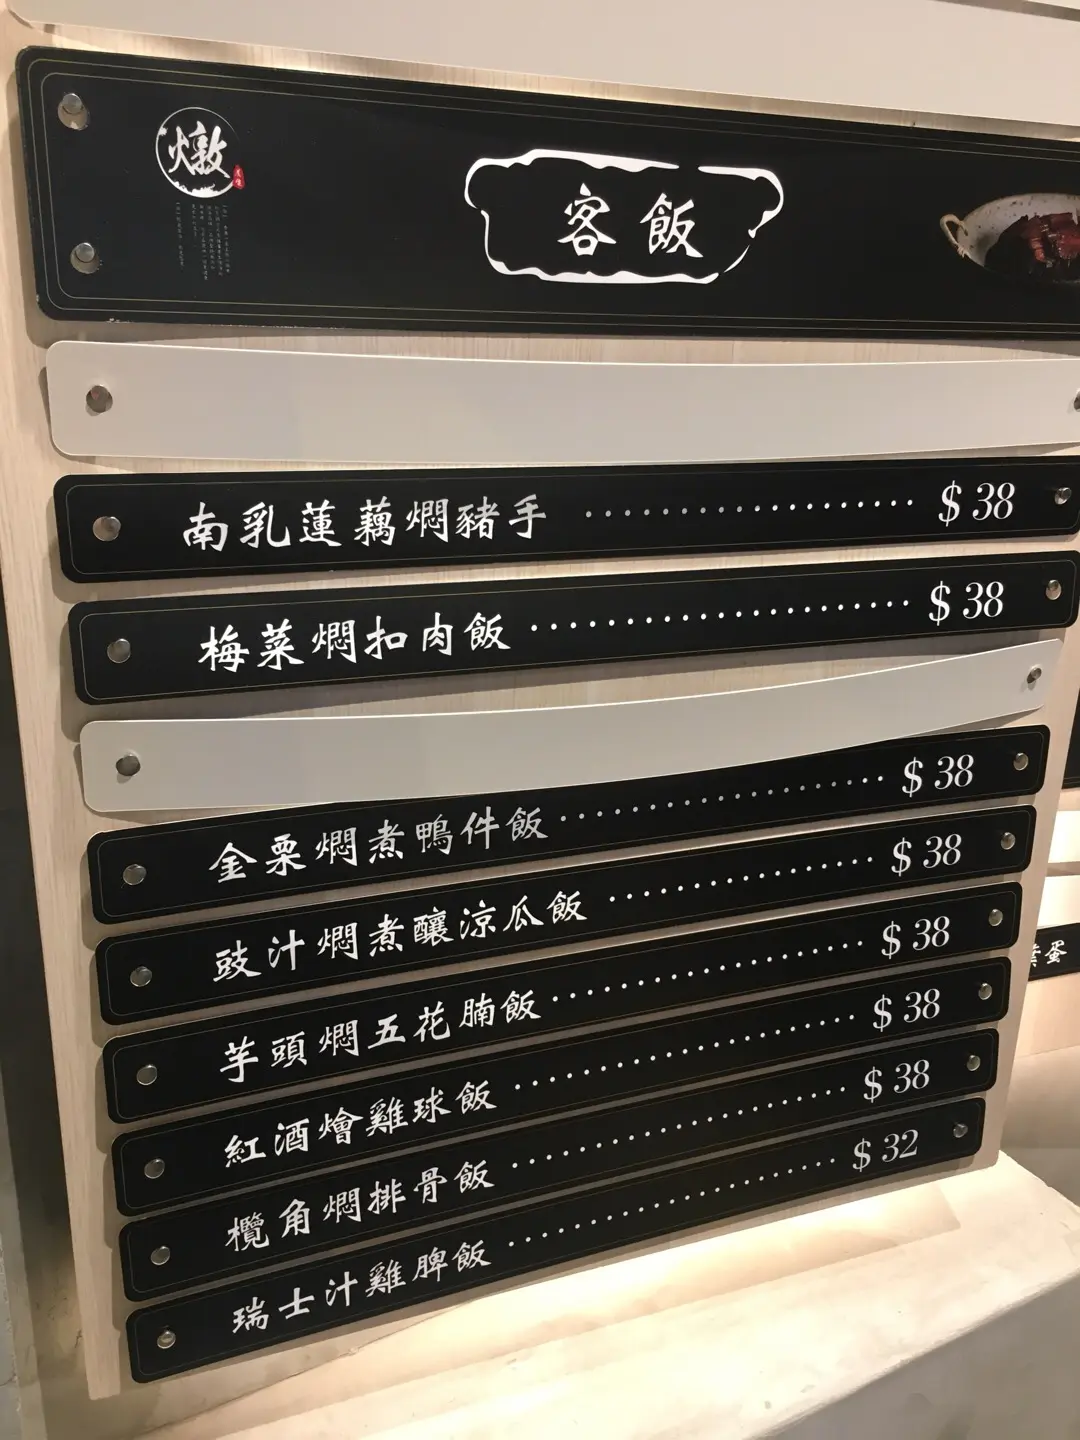 燉
客飯
南乳蓮藕燜豬手 $38
梅菜燜扣肉飯 $38
金栗燜煮鴨件飯 $38
豉汁燜煮釀涼瓜飯 $38
芋頭燜五花腩飯 $38
紅酒燴雞球飯 $38
欖角燜排骨飯 $38
瑞士汁雞脾飯 $32
蛋